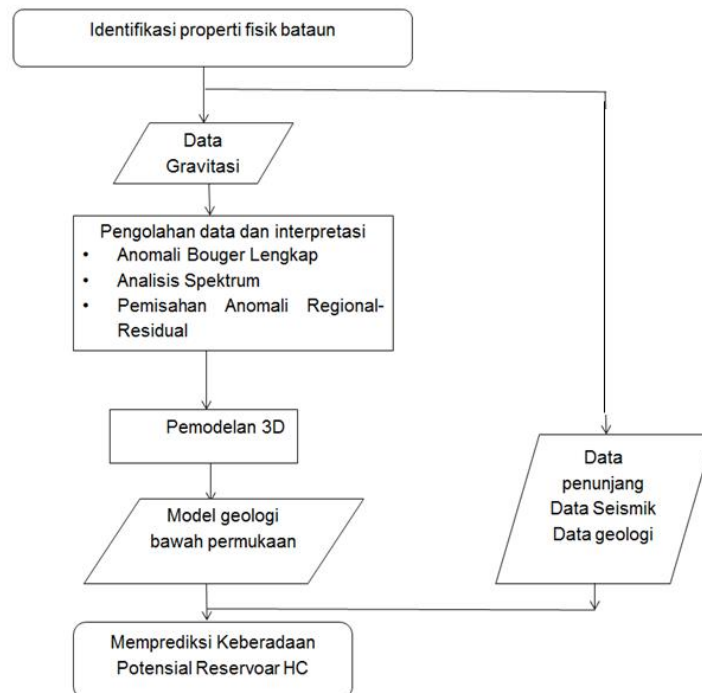 Identifikasi properti fisik bataun
Data
Gravitasi
Pengolahan data dan interpretasi
• Anomali Bouger Lengkap
• Analisis Spektrum
• Pemisahan Anomali Regional-
Residual
Pemodelan 3D
Model geologi
bawah permukaan
Data
penunjang
Data Seismik
Data geologi
Memprediksi Keberadaan
Potensial Reservoar HC